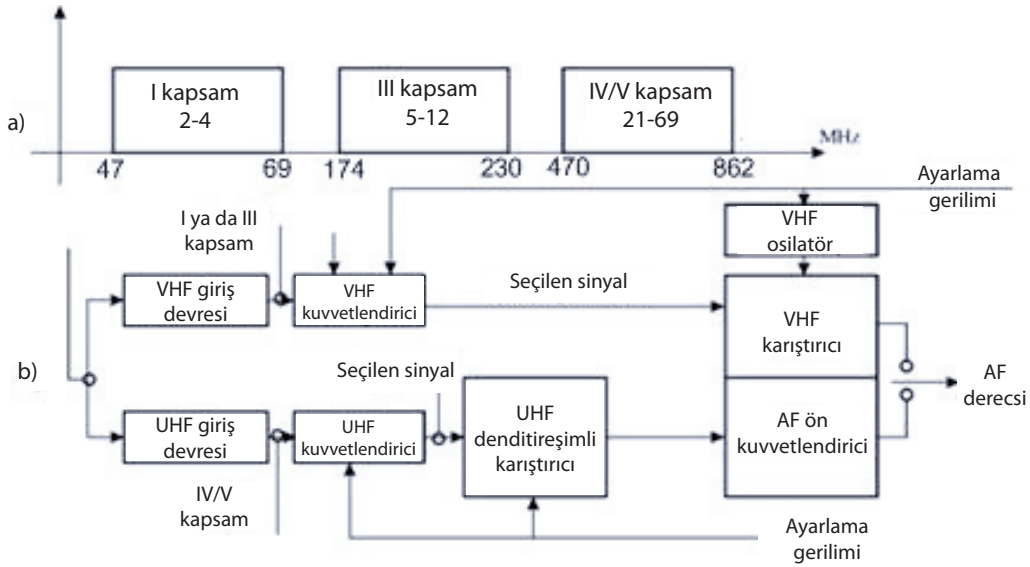 a)
I kapsam
2-4
III kapsam
5-12
IV/V kapsam
21-69
MHz
47
69
174
230
470
862
Ayarlama
gerilimi
I ya da III
kapsam
VHF
osilatör
VHF giriş
devresi
VHF
kuvvetlendirici
Seçilen sinyal
VHF
karıştırıcı
b)
Seçilen sinyal
AF
derecsi
UHF giriş
devresi
UHF
kuvvetlendirici
UHF
denditireşimli
karıştırıcı
AF ön
kuvvetlendirici
IV/V
kapsam
Ayarlama
gerilimi